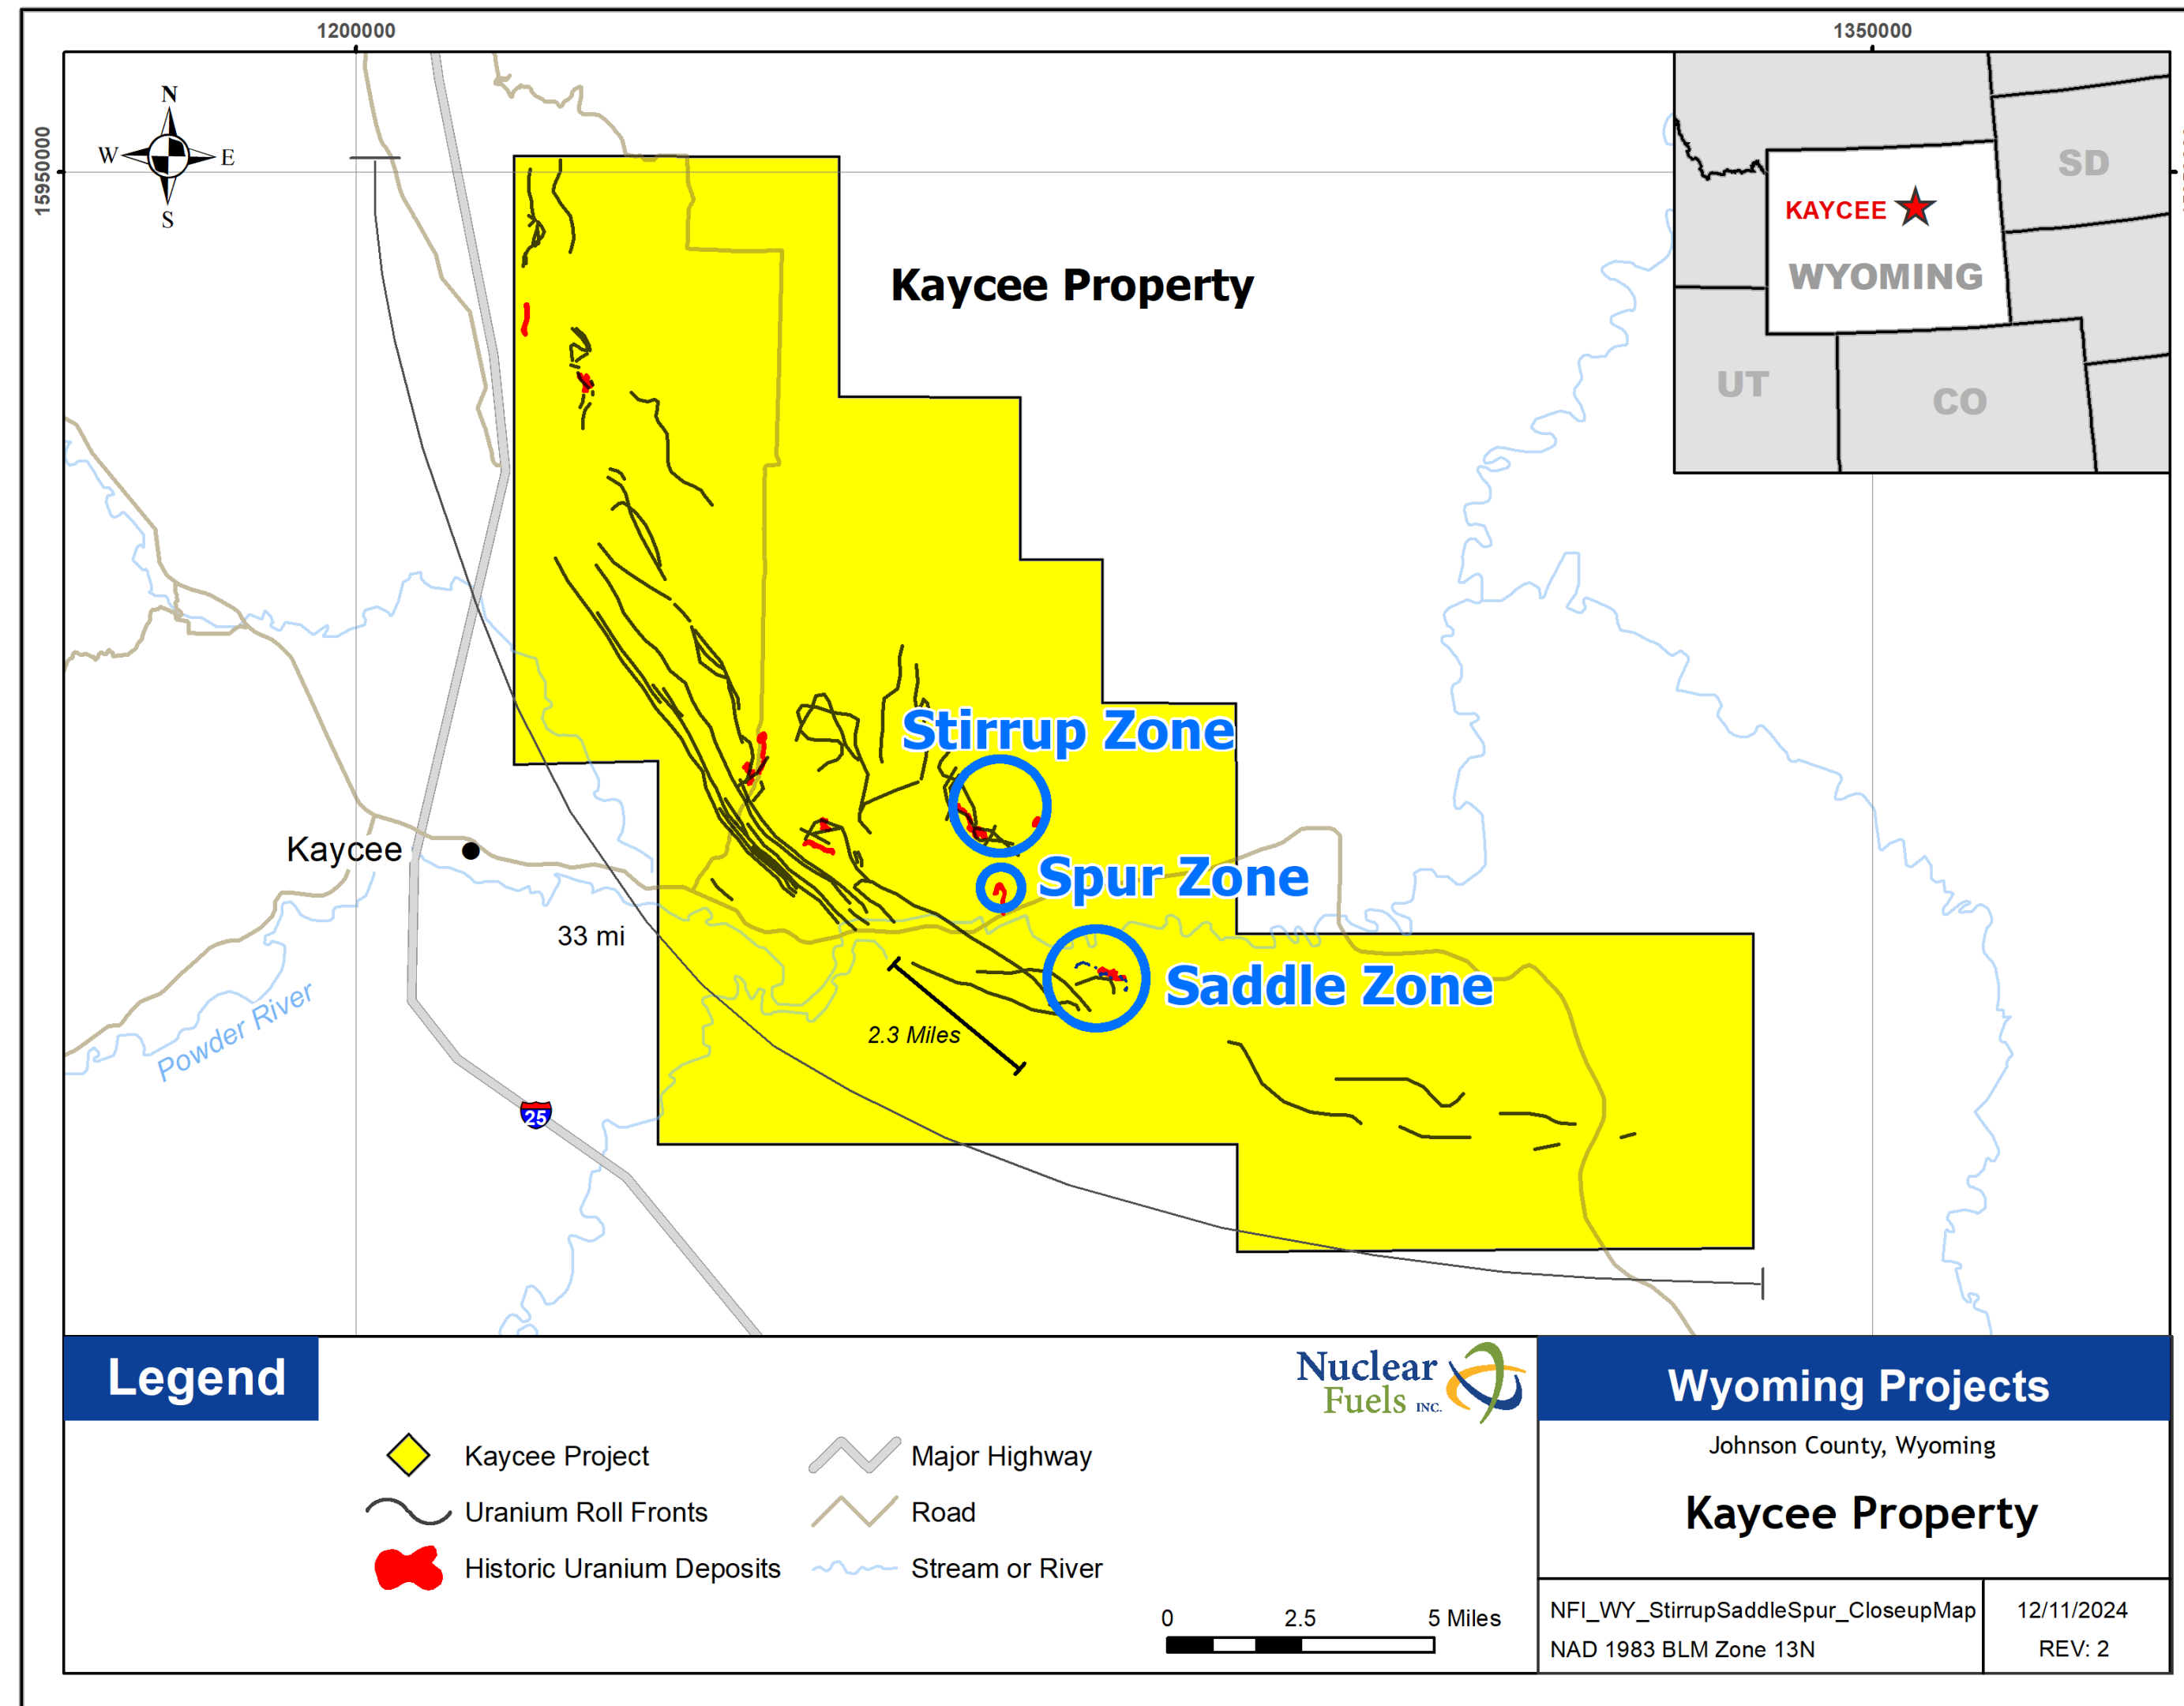 1200000
1350000
15950000
N
W
E
S
KAYCEE
WYOMING
SD
UT
CO
Kaycee Property
Stirrup Zone
Spur Zone
Saddle Zone
Kaycee
33 mi
2.3 Miles
Powder River
25
Legend
Kaycee Project
Uranium Roll Fronts
Historic Uranium Deposits
Major Highway
Road
Stream or River
Nuclear
Fuels INC.
0 2.5 5 Miles
Wyoming Projects
Johnson County, Wyoming
Kaycee Property
NFI_WY_StirrupSaddleSpur_CloseupMap
NAD 1983 BLM Zone 13N
12/11/2024
REV: 2